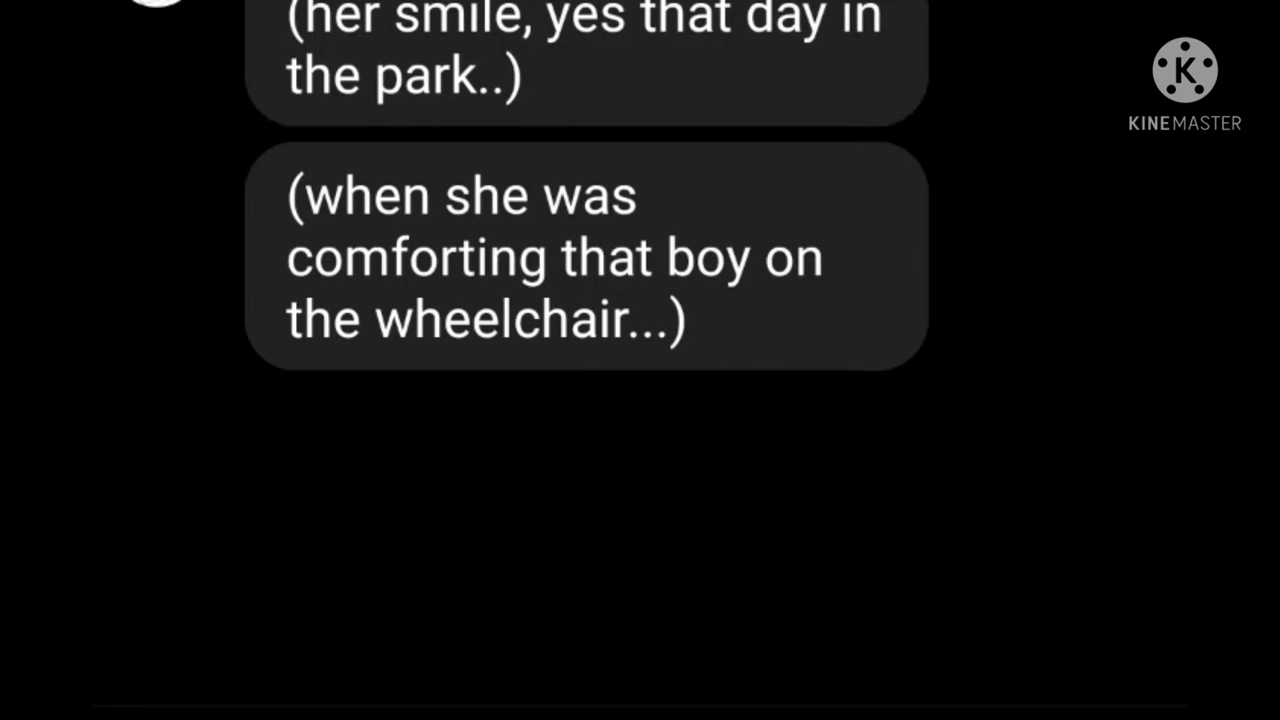 (her smile, yes that day in
the park..)
(when she was
comforting that boy on
the wheelchair...)
K
KINEMASTER